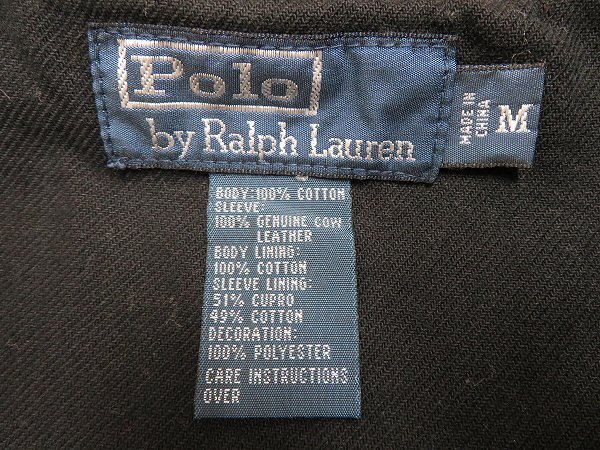 Polo
by Ralph Lauren
MADE IN
CHINA
M
BODY:100% COTTON
SLEEVE:
100% GENUINE COW
LEATHER
BODY LINING:
100% COTTON
SLEEVE LINING:
51% CUPRO
49% COTTON
DECORATION:
100% POLYESTER
CARE INSTRUCTIONS
OVER